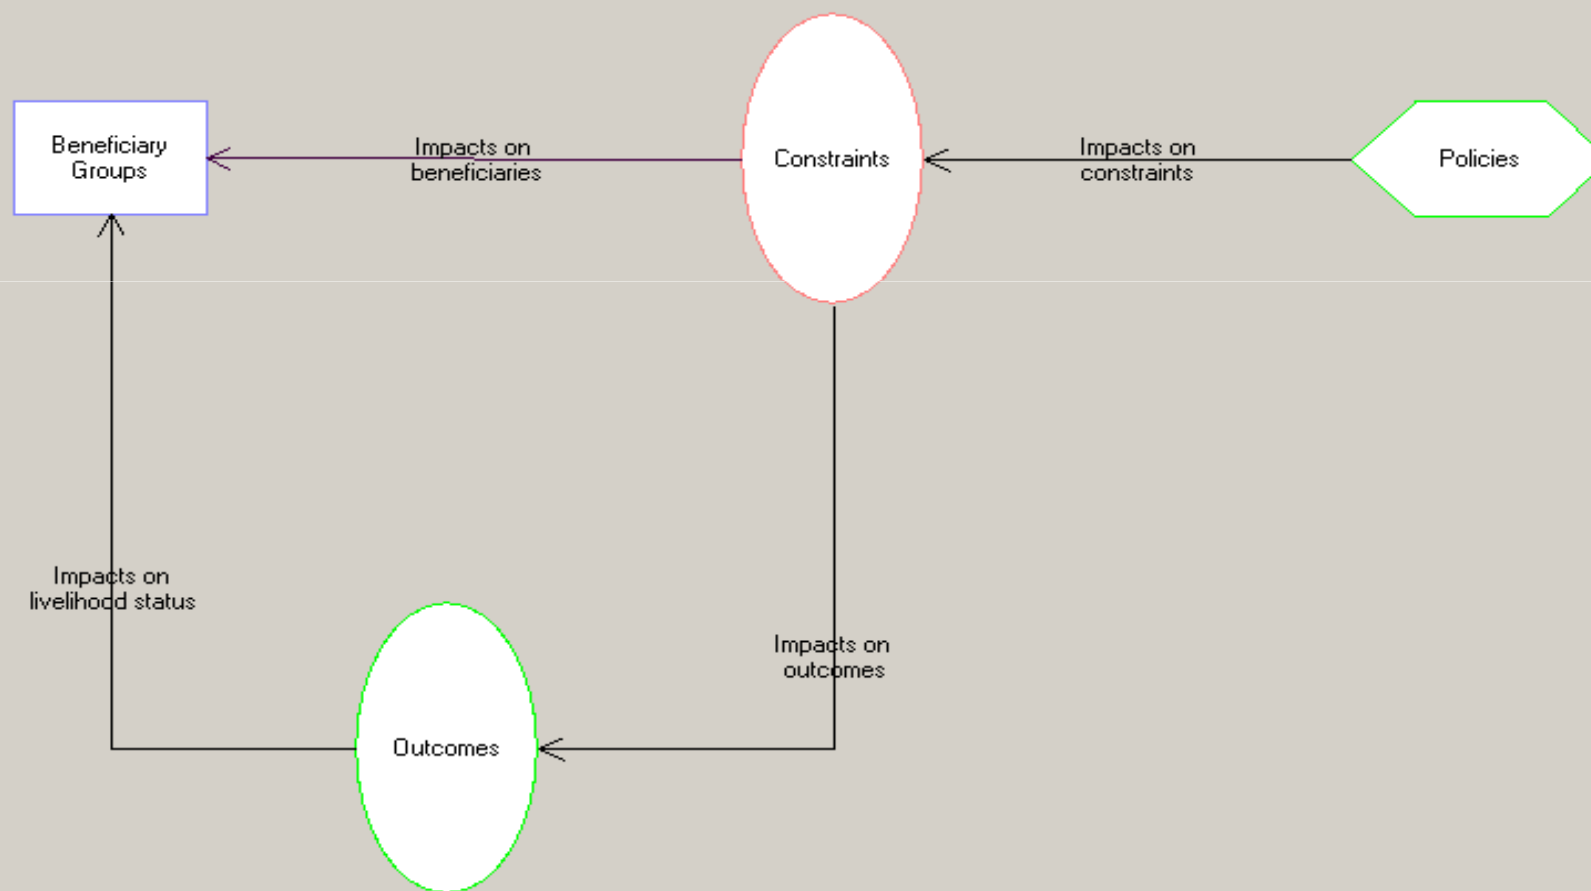 Beneficiary
Groups
Impacts on
beneficiaries
Constraints
Impacts on
constraints
Policies
Impacts on
livelihood status
Impacts on
outcomes
Outcomes